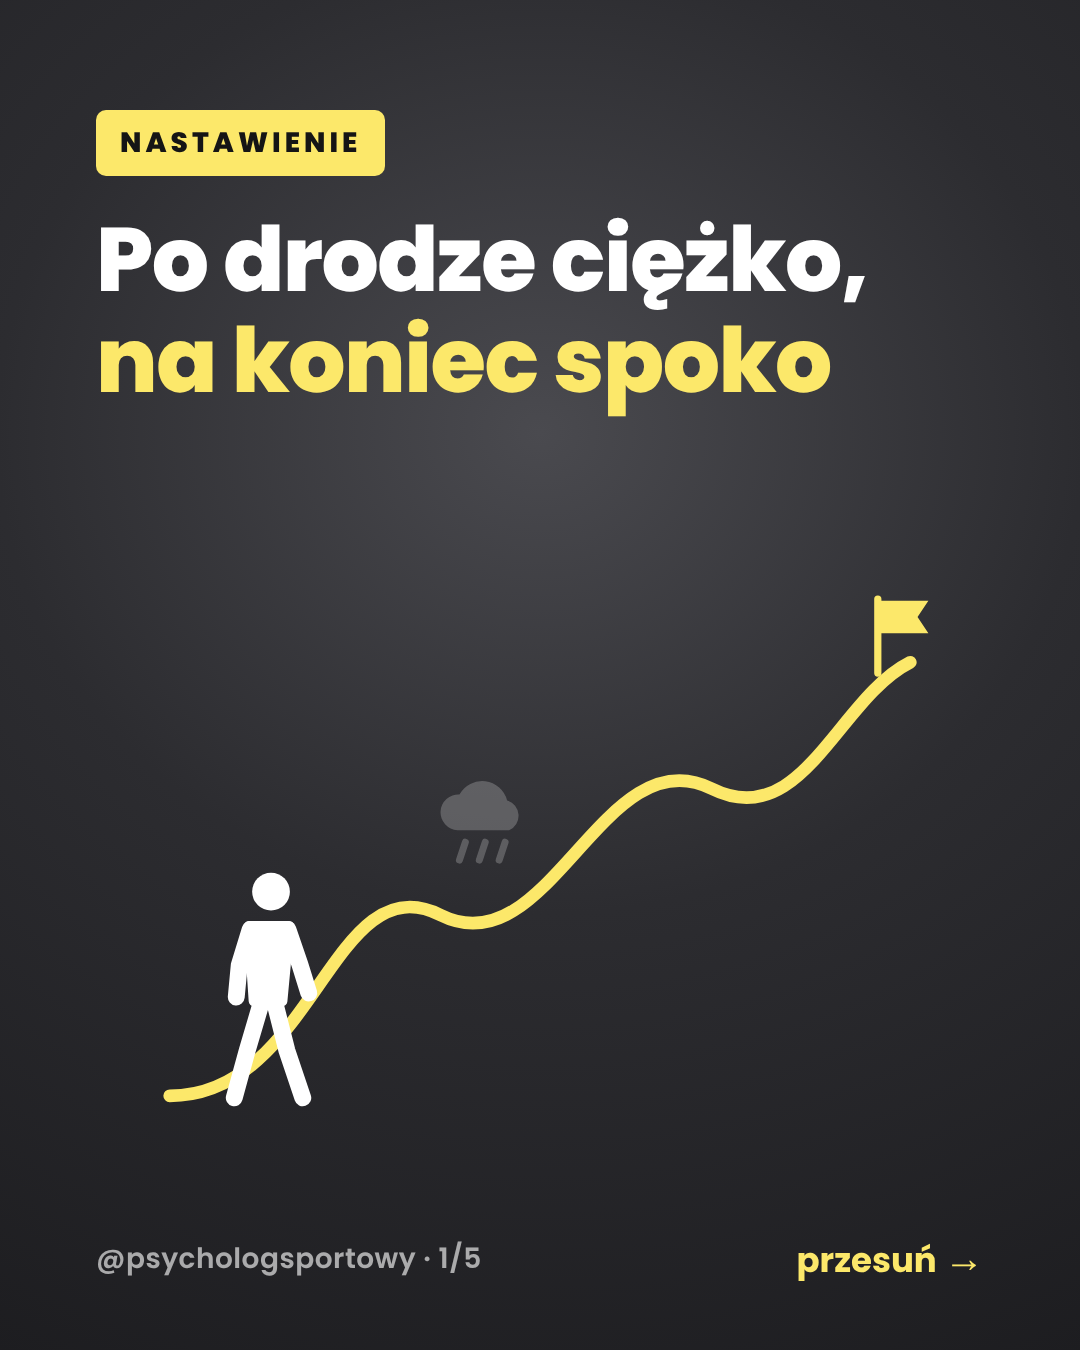 NASTAWIENIE
Po drodze ciężko,
na koniec spoko
@psychologsportowy · 1/5
przesuń →